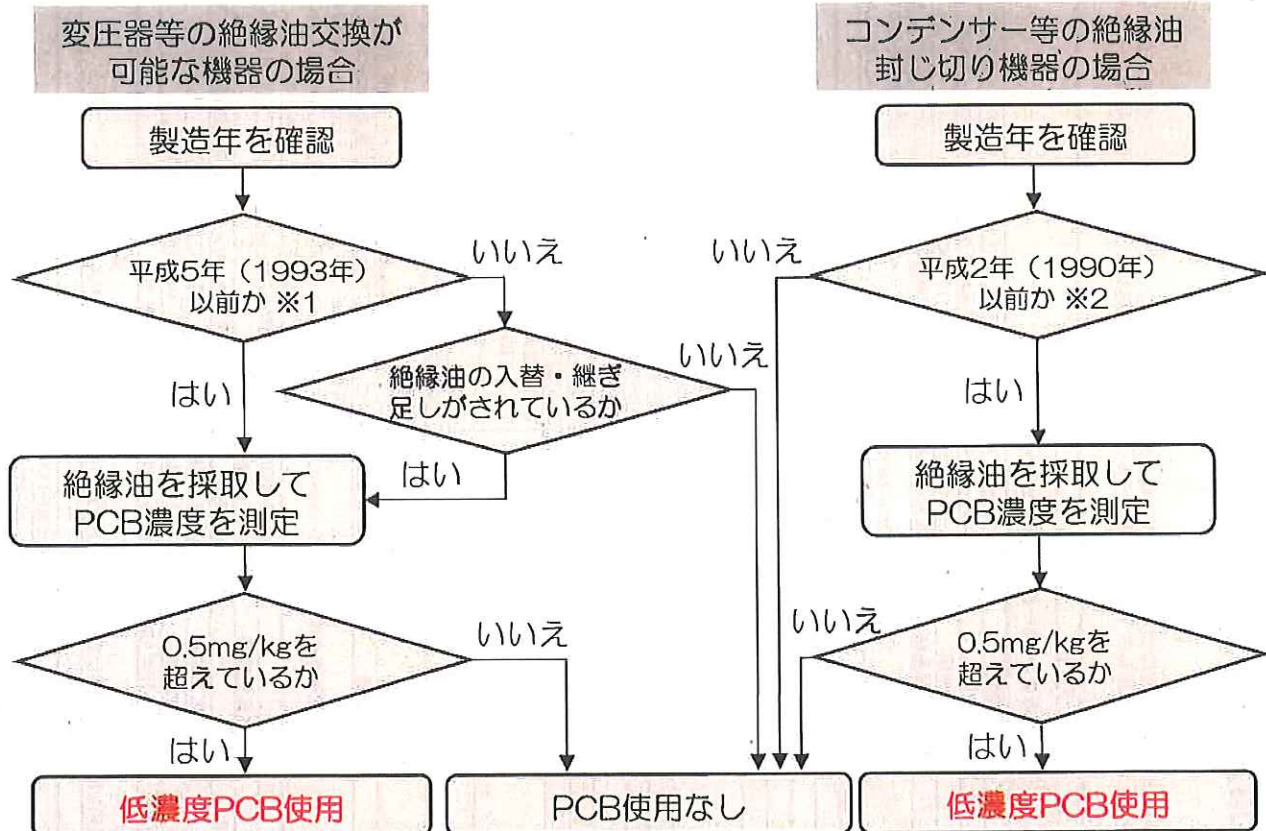 変圧器等の絶縁油交換が
可能な機器の場合
製造年を確認
平成5年（1993年）
以前か ※1
いいえ
はい
絶縁油の入替・継ぎ
足しがされているか
いいえ
はい
絶縁油を採取して
PCB濃度を測定
0.5mg/kgを
超えているか
いいえ
はい
低濃度PCB使用
PCB使用なし
コンデンサー等の絶縁油
封じ切り機器の場合
製造年を確認
平成2年（1990年）
以前か ※2
いいえ
はい
絶縁油を採取して
PCB濃度を測定
0.5mg/kgを
超えているか
いいえ
はい
低濃度PCB使用